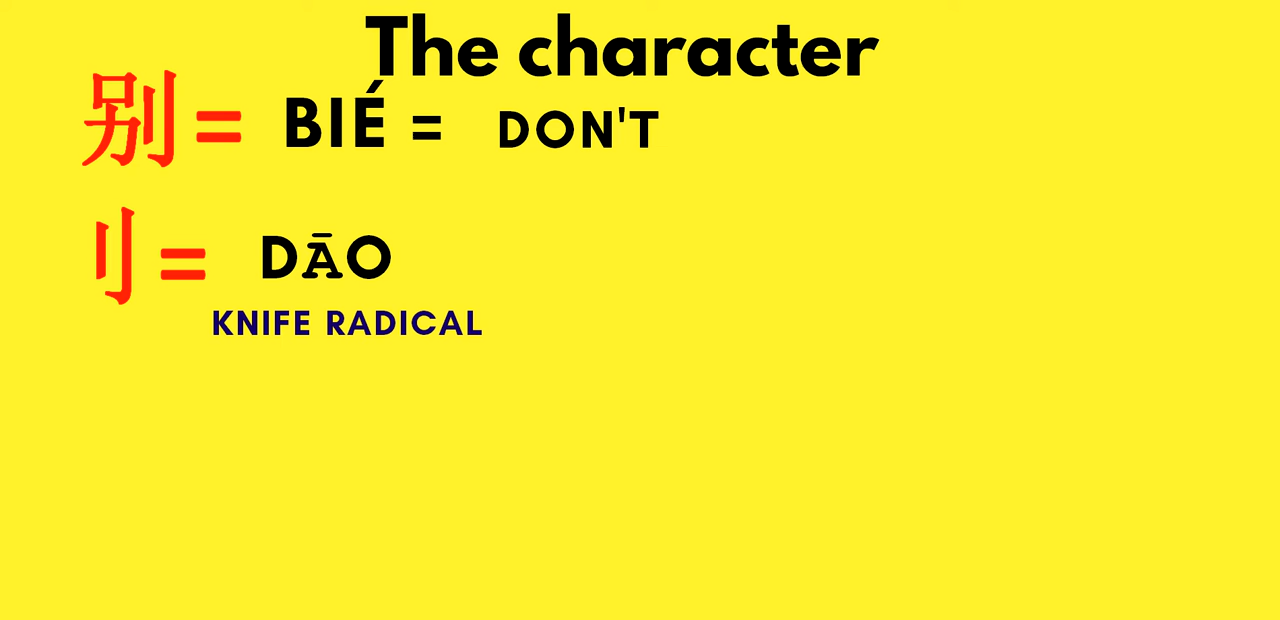 The character
别= BIÉ = DON'T
刂= DĀO
KNIFE RADICAL